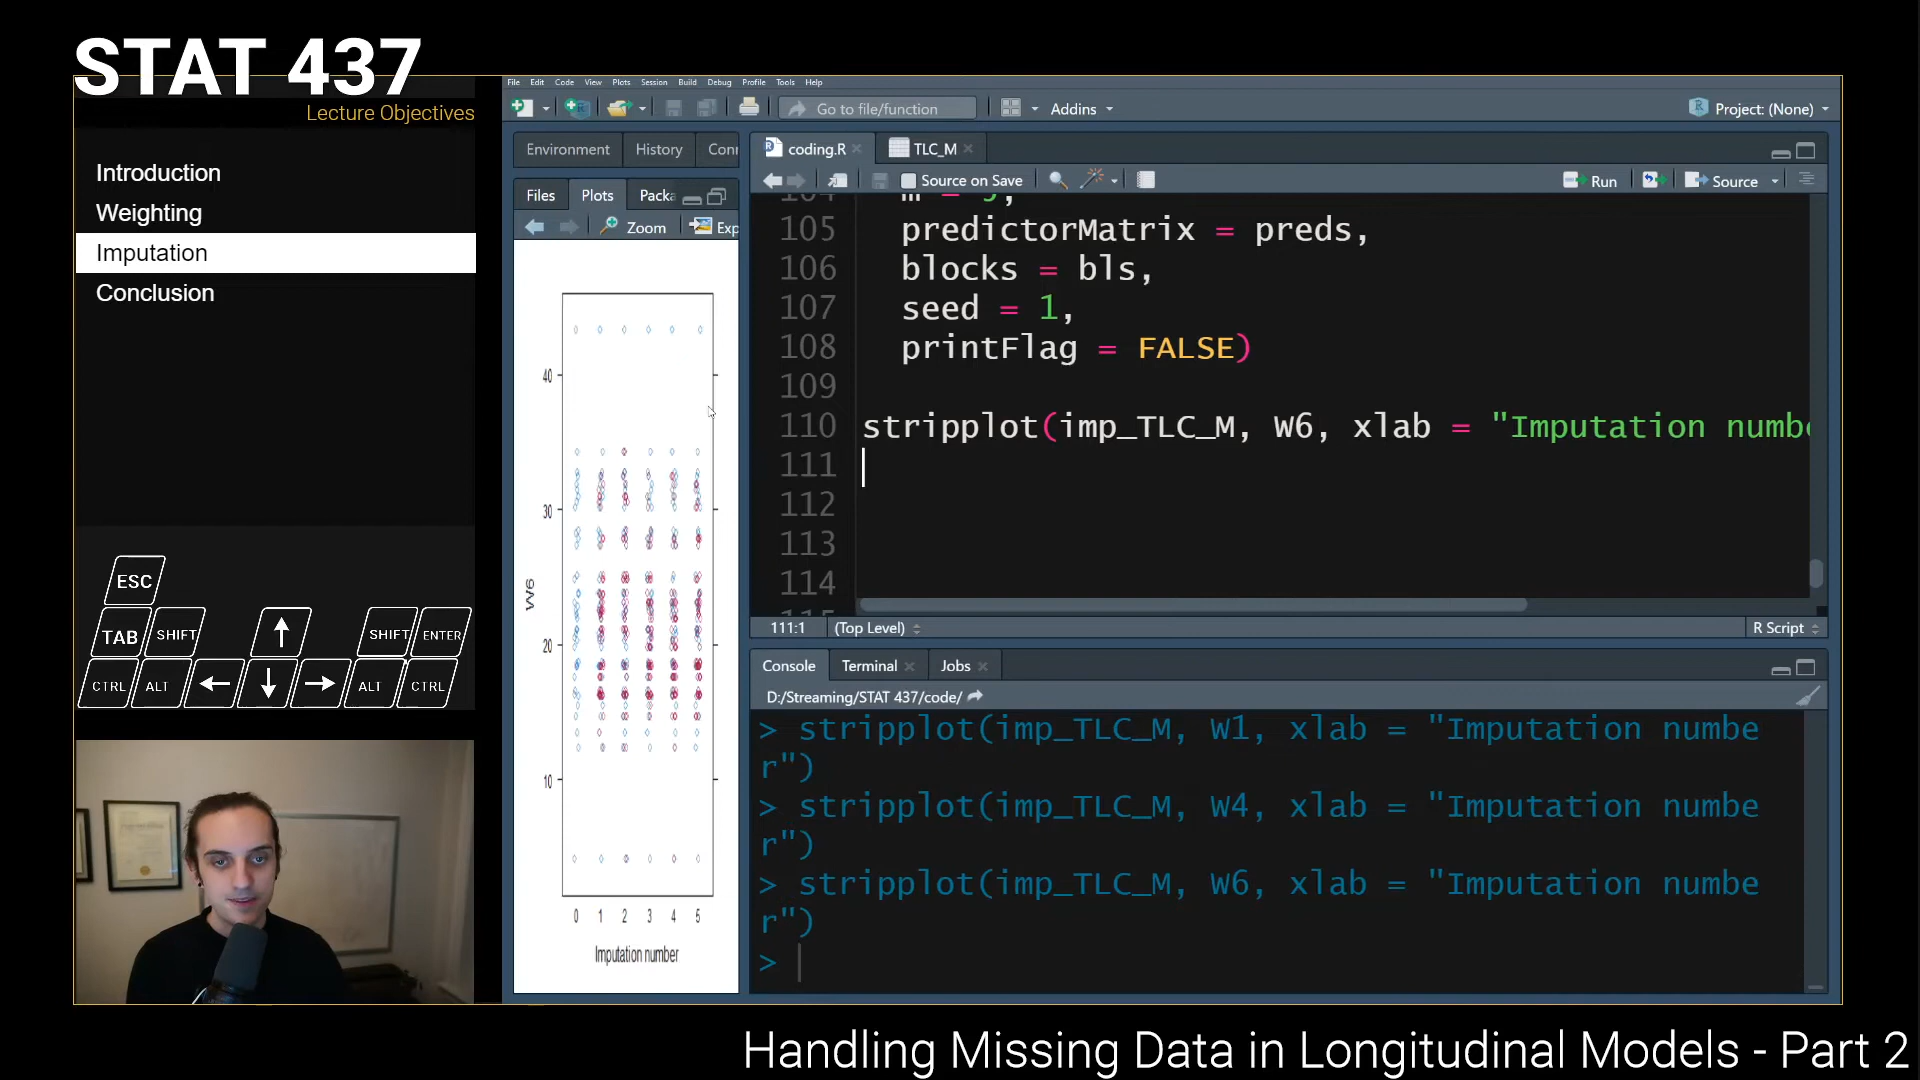 STAT 437
Lecture Objectives
Introduction
Weighting
Imputation
Conclusion
ESC
TAB SHIFT ↑ SHIFT ENTER
CTRL ALT ← ↓ → ALT CTRL
File Edit Code View Plots Session Build Debug Profile Tools Help
Go to file/function Addins Project: (None)
Environment History Conr
Files Plots Packa
Zoom Exp
40
30
W6
20
10
0 1 2 3 4 5
Imputation number
coding.R TLC_M
Source on Save Run Source
105 predictorMatrix = preds,
106 blocks = bls,
107 seed = 1,
108 printFlag = FALSE)
109
110 stripplot(imp_TLC_M, W6, xlab = "Imputation numbe
111
112
113
114
111:1 (Top Level) R Script
Console Terminal Jobs
D:/Streaming/STAT 437/code/
> stripplot(imp_TLC_M, W1, xlab = "Imputation numbe
r")
> stripplot(imp_TLC_M, W4, xlab = "Imputation numbe
r")
> stripplot(imp_TLC_M, W6, xlab = "Imputation numbe
r")
>
Handling Missing Data in Longitudinal Models - Part 2